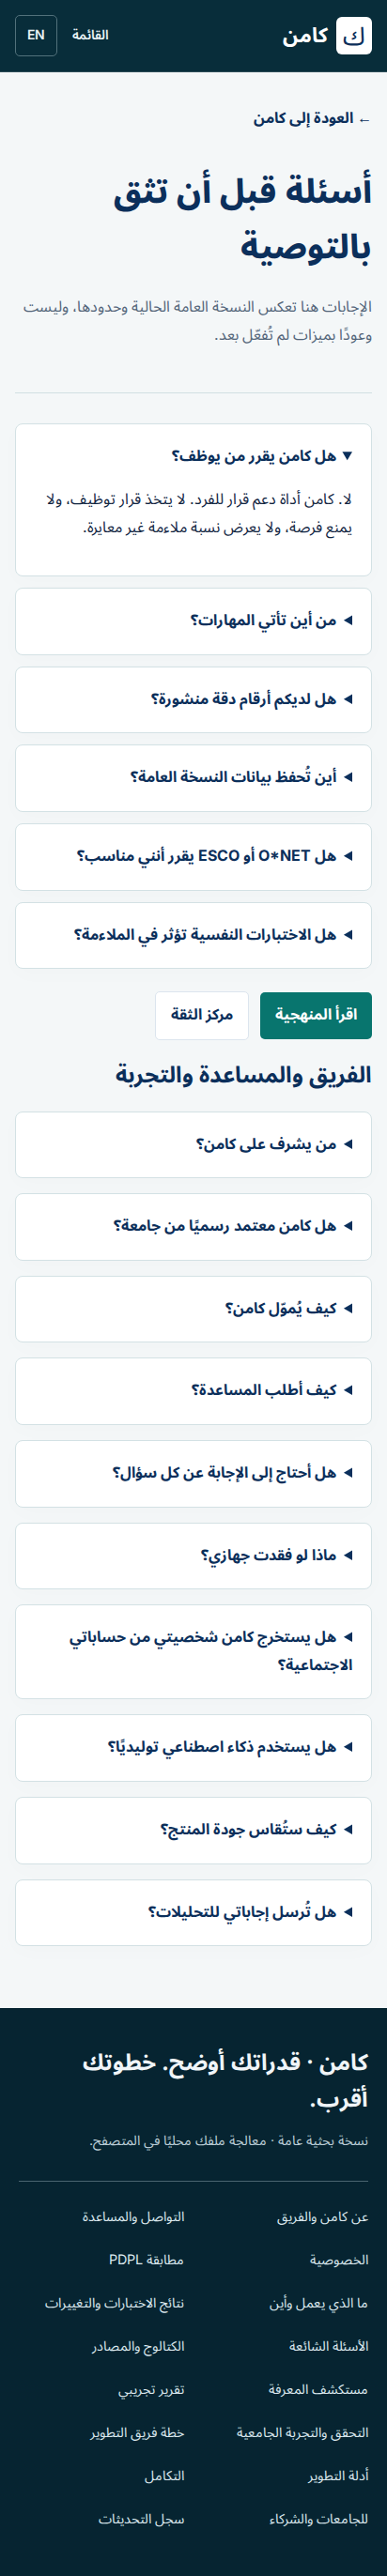 ك كامن
القائمة
EN
← العودة إلى كامن
أسئلة قبل أن تثق
بالتوصية
الإجابات هنا تعكس النسخة العامة الحالية وحدودها، وليست
وعودًا بميزات لم تُفعّل بعد.
▼ هل كامن يقرر من يوظف؟
لا. كامن أداة دعم قرار للفرد. لا يتخذ قرار توظيف، ولا
يمنع فرصة، ولا يعرض نسبة ملاءمة غير معايرة.
◀ من أين تأتي المهارات؟
◀ هل لديكم أرقام دقة منشورة؟
◀ أين تُحفظ بيانات النسخة العامة؟
◀ هل O*NET أو ESCO يقرر أنني مناسب؟
◀ هل الاختبارات النفسية تؤثر في الملاءمة؟
اقرأ المنهجية
مركز الثقة
الفريق والمساعدة والتجربة
◀ من يشرف على كامن؟
◀ هل كامن معتمد رسميًا من جامعة؟
◀ كيف يُموّل كامن؟
◀ كيف أطلب المساعدة؟
◀ هل أحتاج إلى الإجابة عن كل سؤال؟
◀ ماذا لو فقدت جهازي؟
◀ هل يستخرج كامن شخصيتي من حساباتي
الاجتماعية؟
◀ هل يستخدم ذكاء اصطناعي توليديًا؟
◀ كيف ستُقاس جودة المنتج؟
◀ هل تُرسل إجاباتي للتحليلات؟
كامن · قدراتك أوضح. خطوتك
أقرب.
نسخة بحثية عامة · معالجة ملفك محليًا في المتصفح.
عن كامن والفريق
التواصل والمساعدة
الخصوصية
مطابقة PDPL
ما الذي يعمل وأين
نتائج الاختبارات والتغييرات
الأسئلة الشائعة
الكتالوج والمصادر
مستكشف المعرفة
تقرير تجريبي
التحقق والتجربة الجامعية
خطة فريق التطوير
أدلة التطوير
التكامل
للجامعات والشركاء
سجل التحديثات